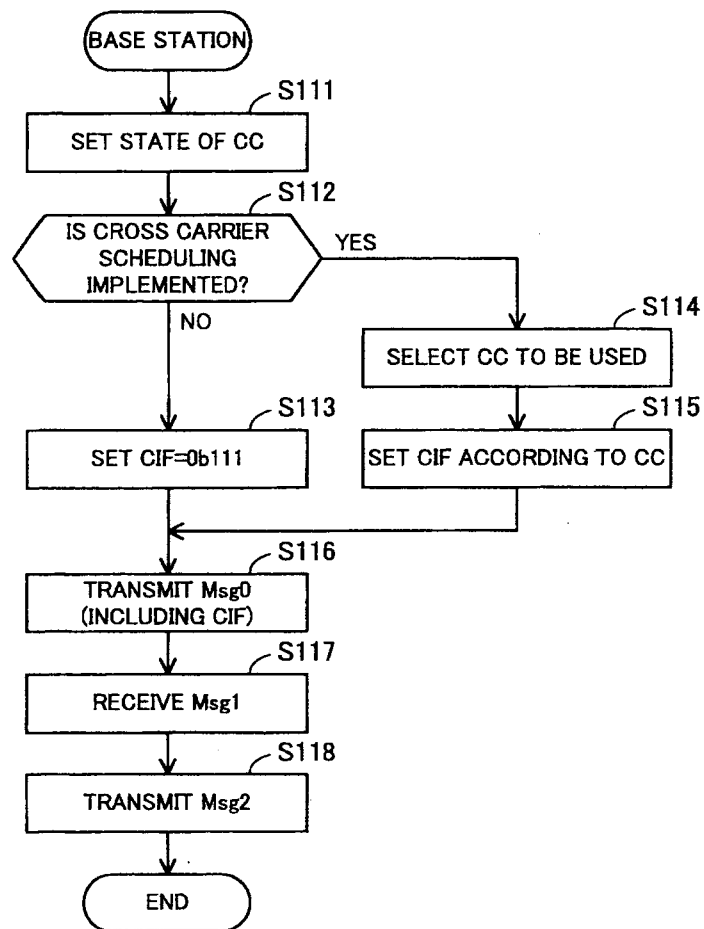 BASE STATION
S111
SET STATE OF CC
S112
IS CROSS CARRIER
SCHEDULING
IMPLEMENTED?
YES
NO
S114
SELECT CC TO BE USED
S113
SET CIF=0b111
S115
SET CIF ACCORDING TO CC
S116
TRANSMIT Msg0
(INCLUDING CIF)
S117
RECEIVE Msg1
S118
TRANSMIT Msg2
END